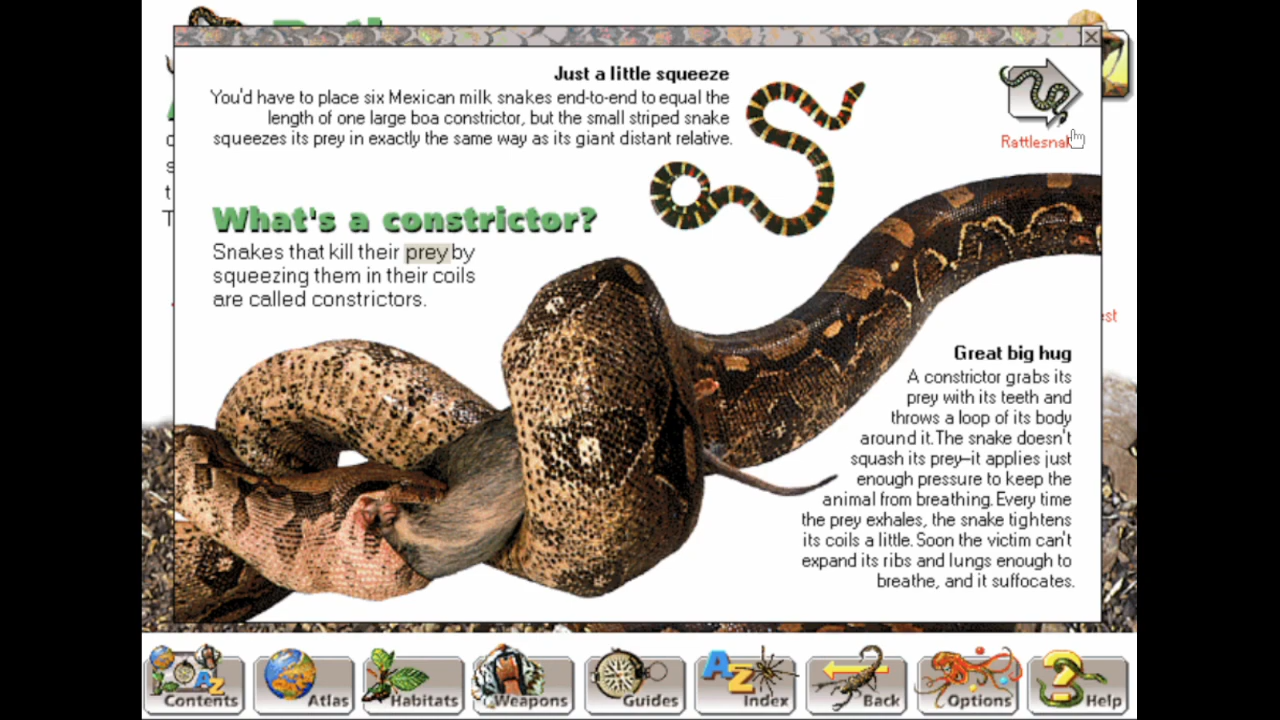 Just a little squeeze
You'd have to place six Mexican milk snakes end-to-end to equal the
length of one large boa constrictor, but the small striped snake
squeezes its prey in exactly the same way as its giant distant relative.
What's a constrictor?
Snakes that kill their prey by
squeezing them in their coils
are called constrictors.
Great big hug
A constrictor grabs its
prey with its teeth and
throws a loop of its body
around it. The snake doesn't
squash its prey–it applies just
enough pressure to keep the
animal from breathing. Every time
the prey exhales, the snake tightens
its coils a little. Soon the victim can't
expand its ribs and lungs enough to
breathe, and it suffocates.
Contents
Atlas
Habitats
Weapons
Guides
AZ Index
Back
Options
? Help